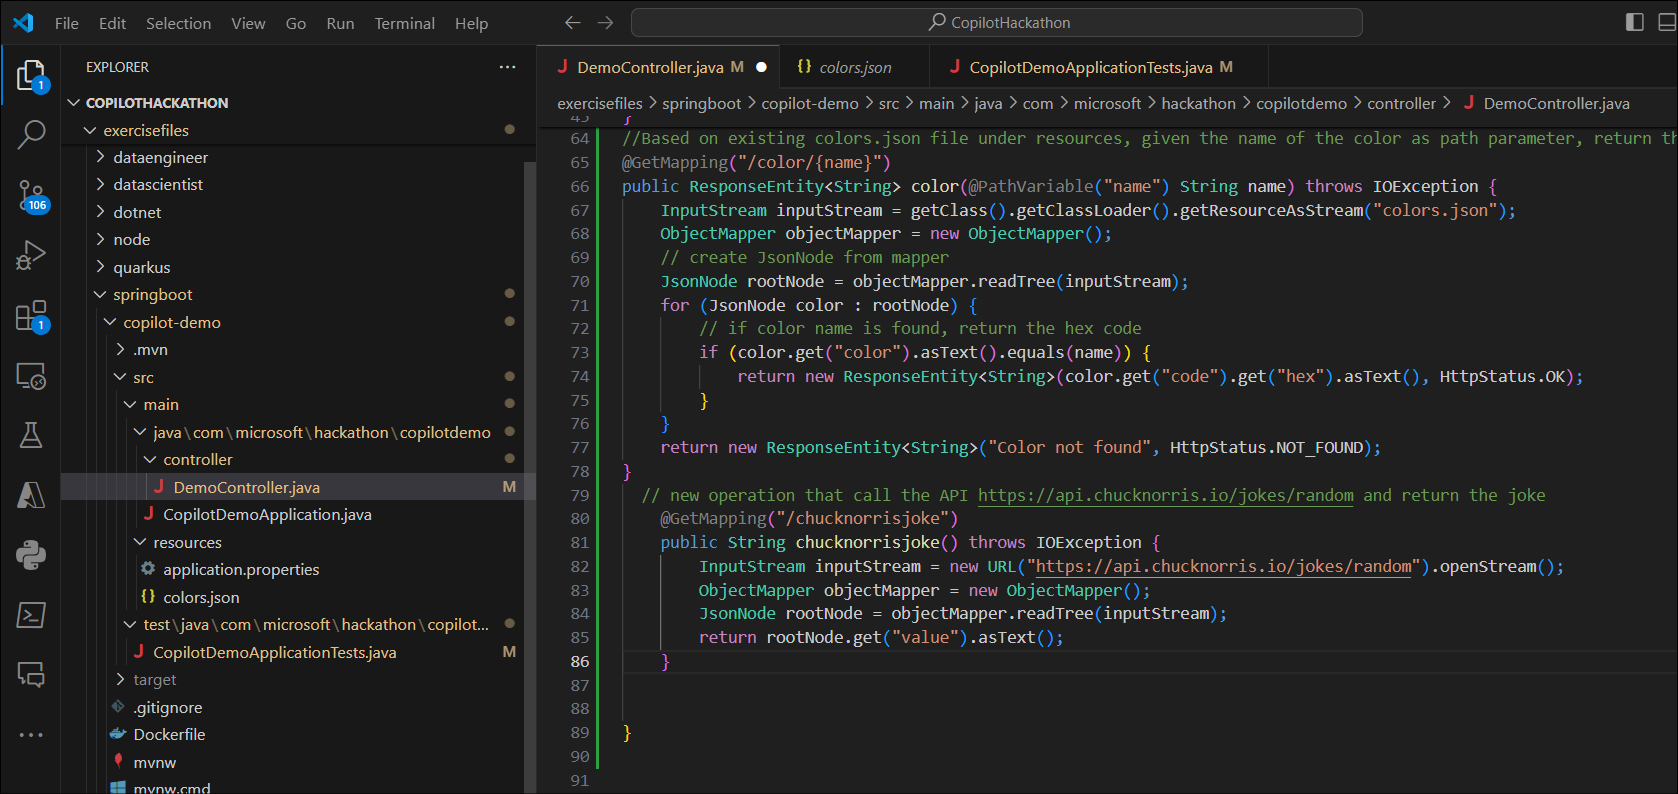 File Edit Selection View Go Run Terminal Help
CopilotHackathon
EXPLORER
COPILOTHACKATHON
exercisefiles
dataengineer
datascientist
dotnet
node
quarkus
springboot
copilot-demo
.mvn
src
main
java\com\microsoft\hackathon\copilotdemo
controller
DemoController.java M
CopilotDemoApplication.java
resources
application.properties
colors.json
test\java\com\microsoft\hackathon\copilot...
CopilotDemoApplicationTests.java M
target
.gitignore
Dockerfile
mvnw
mvnw.cmd
1
106
1
DemoController.java M
colors.json
CopilotDemoApplicationTests.java M
exercisefiles > springboot > copilot-demo > src > main > java > com > microsoft > hackathon > copilotdemo > controller > DemoController.java
45 }
64 //Based on existing colors.json file under resources, given the name of the color as path parameter, return th
65 @GetMapping("/color/{name}")
66 public ResponseEntity<String> color(@PathVariable("name") String name) throws IOException {
67 InputStream inputStream = getClass().getClassLoader().getResourceAsStream("colors.json");
68 ObjectMapper objectMapper = new ObjectMapper();
69 // create JsonNode from mapper
70 JsonNode rootNode = objectMapper.readTree(inputStream);
71 for (JsonNode color : rootNode) {
72 // if color name is found, return the hex code
73 if (color.get("color").asText().equals(name)) {
74 return new ResponseEntity<String>(color.get("code").get("hex").asText(), HttpStatus.OK);
75 }
76 }
77 return new ResponseEntity<String>("Color not found", HttpStatus.NOT_FOUND);
78 }
79 // new operation that call the API https://api.chucknorris.io/jokes/random and return the joke
80 @GetMapping("/chucknorrisjoke")
81 public String chucknorrisjoke() throws IOException {
82 InputStream inputStream = new URL("https://api.chucknorris.io/jokes/random").openStream();
83 ObjectMapper objectMapper = new ObjectMapper();
84 JsonNode rootNode = objectMapper.readTree(inputStream);
85 return rootNode.get("value").asText();
86 }
87
88
89 }
90
91